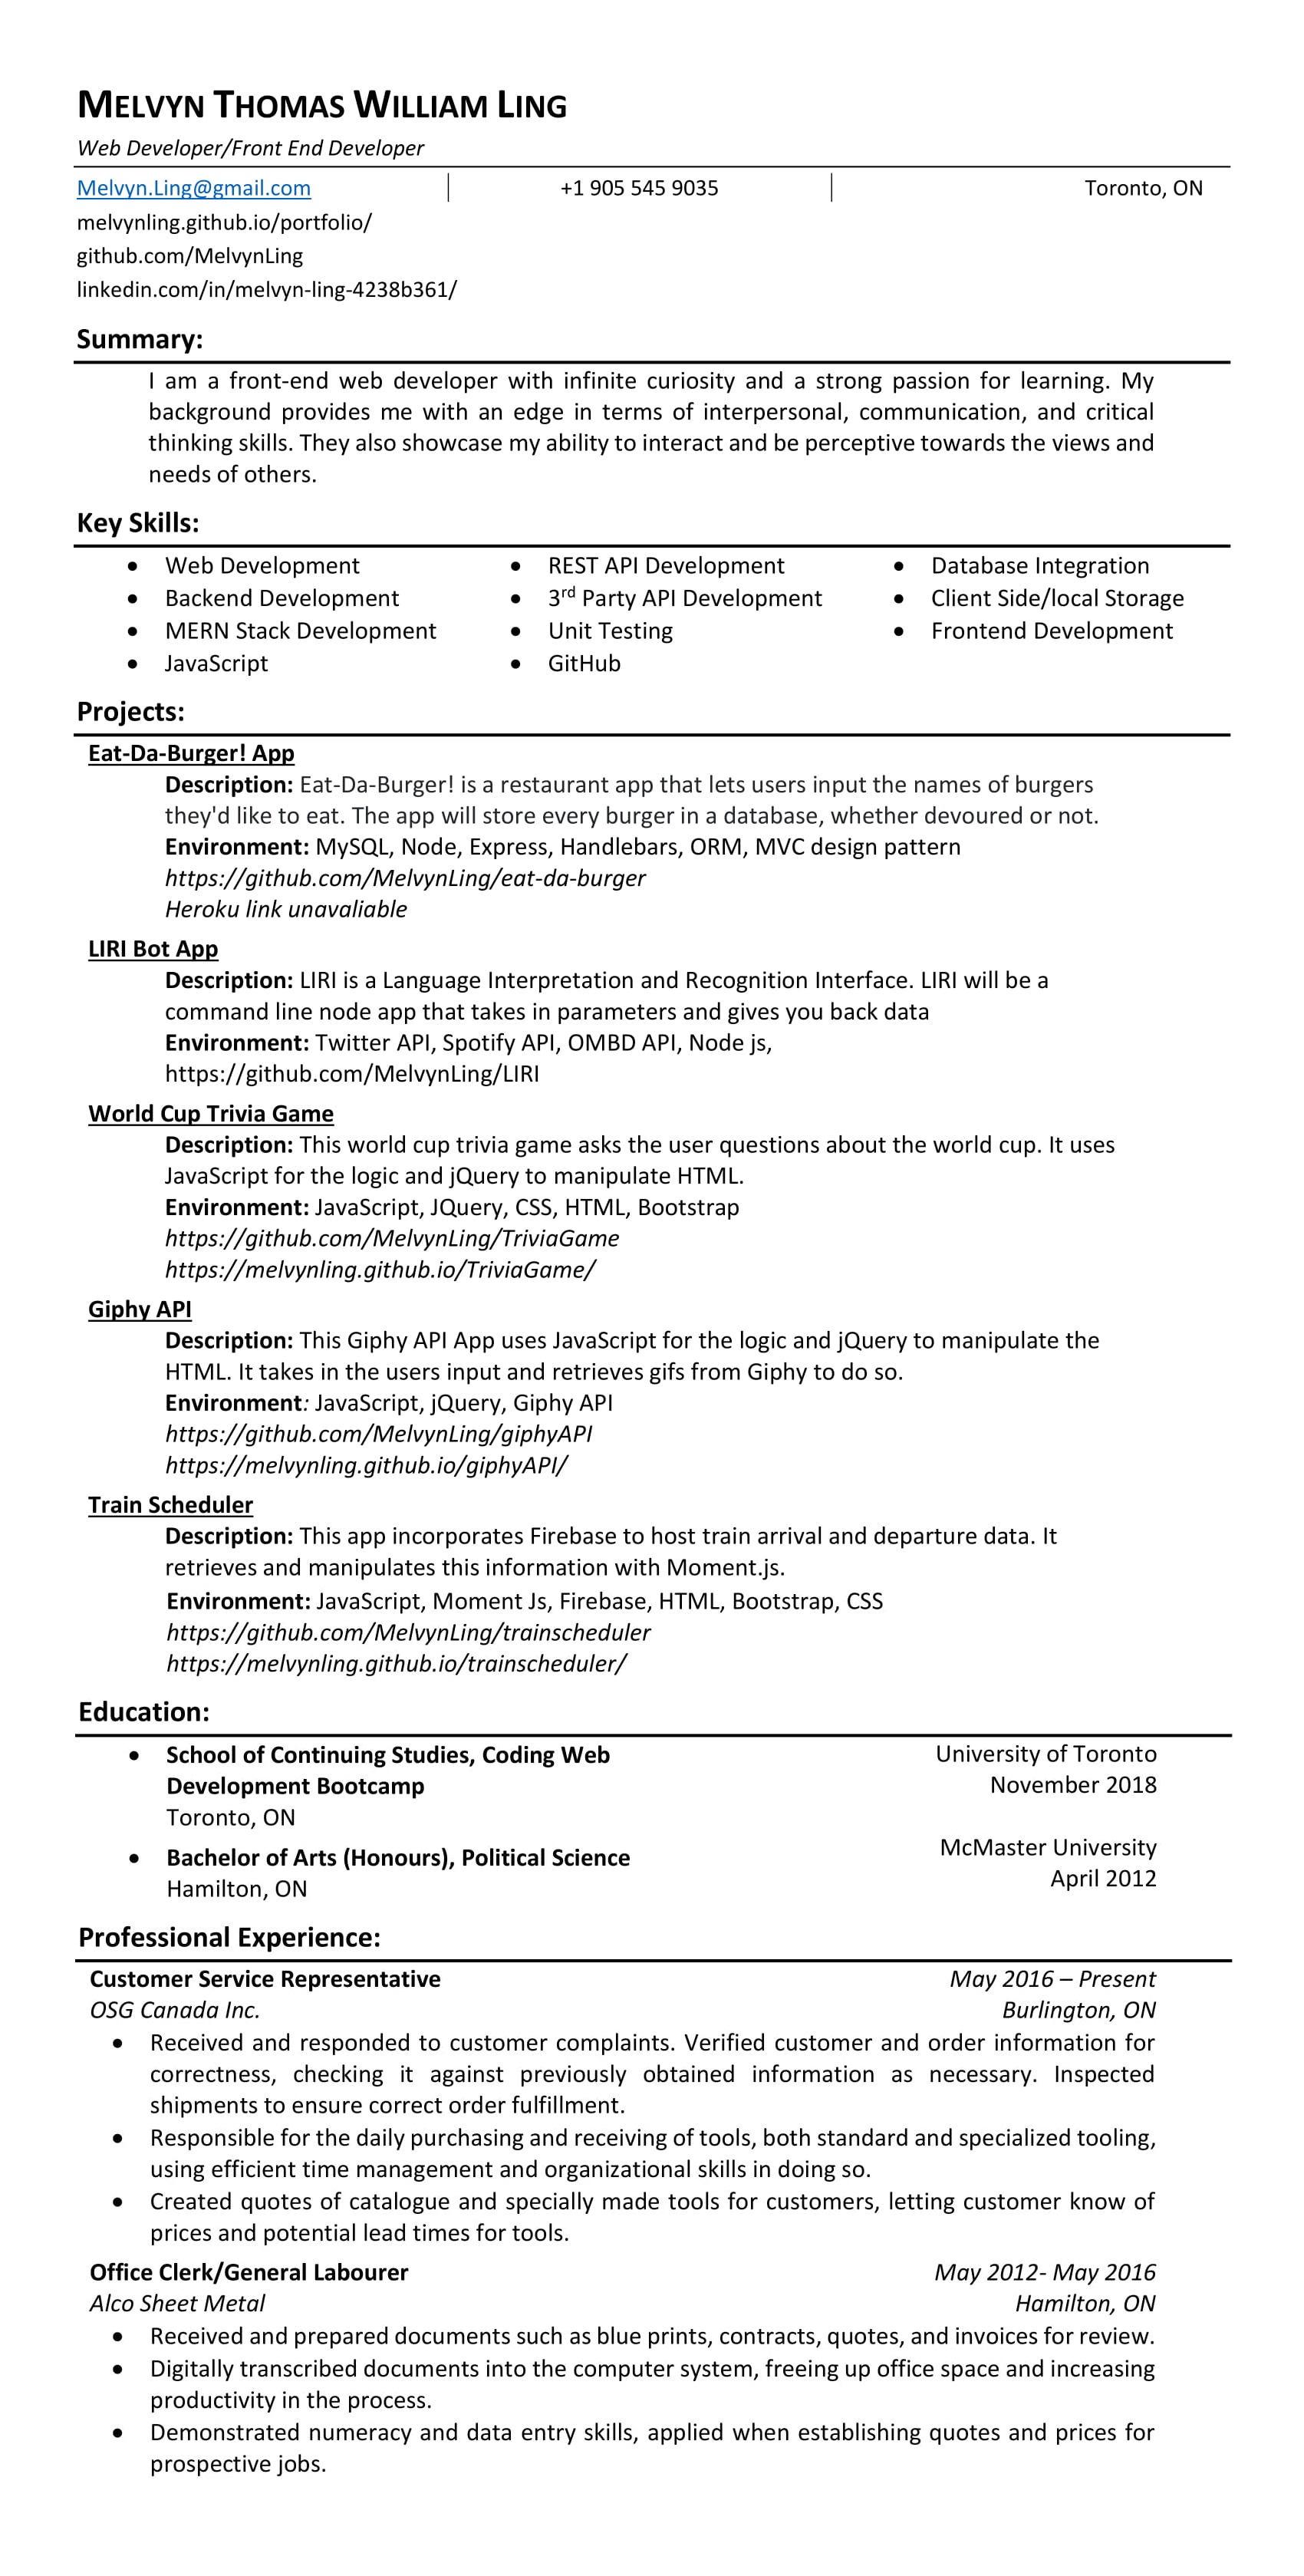 MELVYN THOMAS WILLIAM LING
Web Developer/Front End Developer
Melvyn.Ling@gmail.com +1 905 545 9035 Toronto, ON
melvynling.github.io/portfolio/
github.com/MelvynLing
linkedin.com/in/melvyn-ling-4238b361/
Summary:
I am a front-end web developer with infinite curiosity and a strong passion for learning. My
background provides me with an edge in terms of interpersonal, communication, and critical
thinking skills. They also showcase my ability to interact and be perceptive towards the views and
needs of others.
Key Skills:
• Web Development
• Backend Development
• MERN Stack Development
• JavaScript
• REST API Development
• 3rd Party API Development
• Unit Testing
• GitHub
• Database Integration
• Client Side/local Storage
• Frontend Development
Projects:
Eat-Da-Burger! App
Description: Eat-Da-Burger! is a restaurant app that lets users input the names of burgers
they'd like to eat. The app will store every burger in a database, whether devoured or not.
Environment: MySQL, Node, Express, Handlebars, ORM, MVC design pattern
https://github.com/MelvynLing/eat-da-burger
Heroku link unavaliable
LIRI Bot App
Description: LIRI is a Language Interpretation and Recognition Interface. LIRI will be a
command line node app that takes in parameters and gives you back data
Environment: Twitter API, Spotify API, OMBD API, Node js,
https://github.com/MelvynLing/LIRI
World Cup Trivia Game
Description: This world cup trivia game asks the user questions about the world cup. It uses
JavaScript for the logic and jQuery to manipulate HTML.
Environment: JavaScript, JQuery, CSS, HTML, Bootstrap
https://github.com/MelvynLing/TriviaGame
https://melvynling.github.io/TriviaGame/
Giphy API
Description: This Giphy API App uses JavaScript for the logic and jQuery to manipulate the
HTML. It takes in the users input and retrieves gifs from Giphy to do so.
Environment: JavaScript, jQuery, Giphy API
https://github.com/MelvynLing/giphyAPI
https://melvynling.github.io/giphyAPI/
Train Scheduler
Description: This app incorporates Firebase to host train arrival and departure data. It
retrieves and manipulates this information with Moment.js.
Environment: JavaScript, Moment Js, Firebase, HTML, Bootstrap, CSS
https://github.com/MelvynLing/trainscheduler
https://melvynling.github.io/trainscheduler/
Education:
• School of Continuing Studies, Coding Web University of Toronto
Development Bootcamp November 2018
Toronto, ON
• Bachelor of Arts (Honours), Political Science McMaster University
Hamilton, ON April 2012
Professional Experience:
Customer Service Representative May 2016 – Present
OSG Canada Inc. Burlington, ON
• Received and responded to customer complaints. Verified customer and order information for
correctness, checking it against previously obtained information as necessary. Inspected
shipments to ensure correct order fulfillment.
• Responsible for the daily purchasing and receiving of tools, both standard and specialized tooling,
using efficient time management and organizational skills in doing so.
• Created quotes of catalogue and specially made tools for customers, letting customer know of
prices and potential lead times for tools.
Office Clerk/General Labourer May 2012- May 2016
Alco Sheet Metal Hamilton, ON
• Received and prepared documents such as blue prints, contracts, quotes, and invoices for review.
• Digitally transcribed documents into the computer system, freeing up office space and increasing
productivity in the process.
• Demonstrated numeracy and data entry skills, applied when establishing quotes and prices for
prospective jobs.